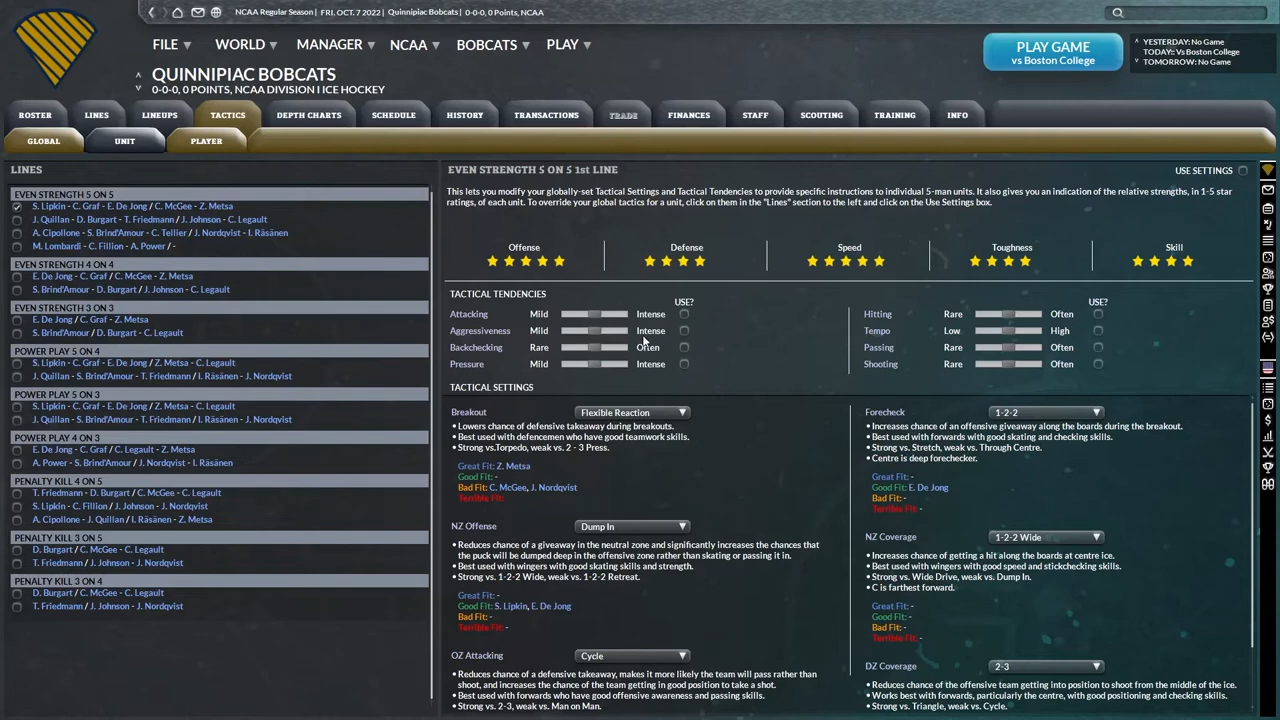 NCAA Regular Season | FRI. OCT. 7 2022 | Quinnipiac Bobcats | 0-0-0, 0 Points, NCAA
FILE WORLD MANAGER NCAA BOBCATS PLAY
PLAY GAME
vs Boston College
YESTERDAY: No Game
TODAY:: Vs Boston College
TOMORROW: No Game
QUINNIPIAC BOBCATS
0-0-0, 0 POINTS, NCAA DIVISION I ICE HOCKEY
ROSTER LINES LINEUPS TACTICS DEPTH CHARTS SCHEDULE HISTORY TRANSACTIONS TRADE FINANCES STAFF SCOUTING TRAINING INFO
GLOBAL UNIT PLAYER
LINES
EVEN STRENGTH 5 ON 5
S. Lipkin - C. Graf - E. De Jong / C. McGee - Z. Metsa
J. Quillan - D. Burgart - T. Friedmann / J. Johnson - C. Legault
A. Cipollone - S. Brind'Amour - C. Tellier / J. Nordqvist - I. Räsänen
M. Lombardi - C. Fillion - A. Power / -
EVEN STRENGTH 4 ON 4
E. De Jong - C. Graf / C. McGee - Z. Metsa
S. Brind'Amour - D. Burgart / J. Johnson - C. Legault
EVEN STRENGTH 3 ON 3
E. De Jong / C. Graf - Z. Metsa
S. Brind'Amour / D. Burgart - C. Legault
POWER PLAY 5 ON 4
S. Lipkin - C. Graf - E. De Jong / Z. Metsa - C. Legault
J. Quillan - S. Brind'Amour - T. Friedmann / I. Räsänen - J. Nordqvist
POWER PLAY 5 ON 3
S. Lipkin - C. Graf - E. De Jong / Z. Metsa - C. Legault
J. Quillan - S. Brind'Amour - T. Friedmann / I. Räsänen - J. Nordqvist
POWER PLAY 4 ON 3
E. De Jong - C. Graf / C. Legault - Z. Metsa
A. Power - S. Brind'Amour / J. Nordqvist - I. Räsänen
PENALTY KILL 4 ON 5
T. Friedmann - D. Burgart / C. McGee - C. Legault
S. Lipkin - C. Fillion / J. Johnson - J. Nordqvist
A. Cipollone - J. Quillan / I. Räsänen - Z. Metsa
PENALTY KILL 3 ON 5
D. Burgart / C. McGee - C. Legault
T. Friedmann / J. Johnson - J. Nordqvist
PENALTY KILL 3 ON 4
D. Burgart / C. McGee - C. Legault
T. Friedmann / J. Johnson - J. Nordqvist
EVEN STRENGTH 5 ON 5 1st LINE
USE SETTINGS
This lets you modify your globally-set Tactical Settings and Tactical Tendencies to provide specific instructions to individual 5-man units. It also gives you an indication of the relative strengths, in 1-5 star
ratings, of each unit. To override your global tactics for a unit, click on them in the "Lines" section to the left and click on the Use Settings box.
Offense Defense Speed Toughness Skill
TACTICAL TENDENCIES
USE? USE?
Attacking Mild Intense Hitting Rare Often
Aggressiveness Mild Intense Tempo Low High
Backchecking Rare Often Passing Rare Often
Pressure Mild Intense Shooting Rare Often
TACTICAL SETTINGS
Breakout Flexible Reaction
• Lowers chance of defensive takeaway during breakouts.
• Best used with defencemen who have good teamwork skills.
• Strong vs.Torpedo, weak vs. 2 - 3 Press.
Great Fit: Z. Metsa
Good Fit: -
Bad Fit: C. McGee, J. Nordqvist
Terrible Fit:
NZ Offense Dump In
• Reduces chance of a giveaway in the neutral zone and significantly increases the chances that
the puck will be dumped deep in the offensive zone rather than skating or passing it in.
• Best used with wingers with good skating skills and strength.
• Strong vs. 1-2-2 Wide, weak vs. 1-2-2 Retreat.
Great Fit: -
Good Fit: S. Lipkin, E. De Jong
Bad Fit: -
Terrible Fit: -
OZ Attacking Cycle
• Reduces chance of a defensive takeaway, makes it more likely the team will pass rather than
shoot, and increases the chance of the team getting in good position to take a shot.
• Best used with forwards who have good offensive awareness and passing skills.
• Strong vs. 2-3, weak vs. Man on Man.
Forecheck 1-2-2
• Increases chance of an offensive giveaway along the boards during the breakout.
• Best used with forwards with good skating and checking skills.
• Strong vs. Stretch, weak vs. Through Centre.
• Centre is deep forechecker.
Great Fit: -
Good Fit: E. De Jong
Bad Fit: -
Terrible Fit: -
NZ Coverage 1-2-2 Wide
• Increases chance of getting a hit along the boards at centre ice.
• Best used with wingers with good speed and stickchecking skills.
• Strong vs. Wide Drive, weak vs. Dump In.
• C is farthest forward.
Great Fit: -
Good Fit: -
Bad Fit: -
Terrible Fit: -
DZ Coverage 2-3
• Reduces chance of the offensive team getting into position to shoot from the middle of the ice.
• Works best with forwards, particularly the centre, with good positioning and checking skills.
• Strong vs. Triangle, weak vs. Cycle.